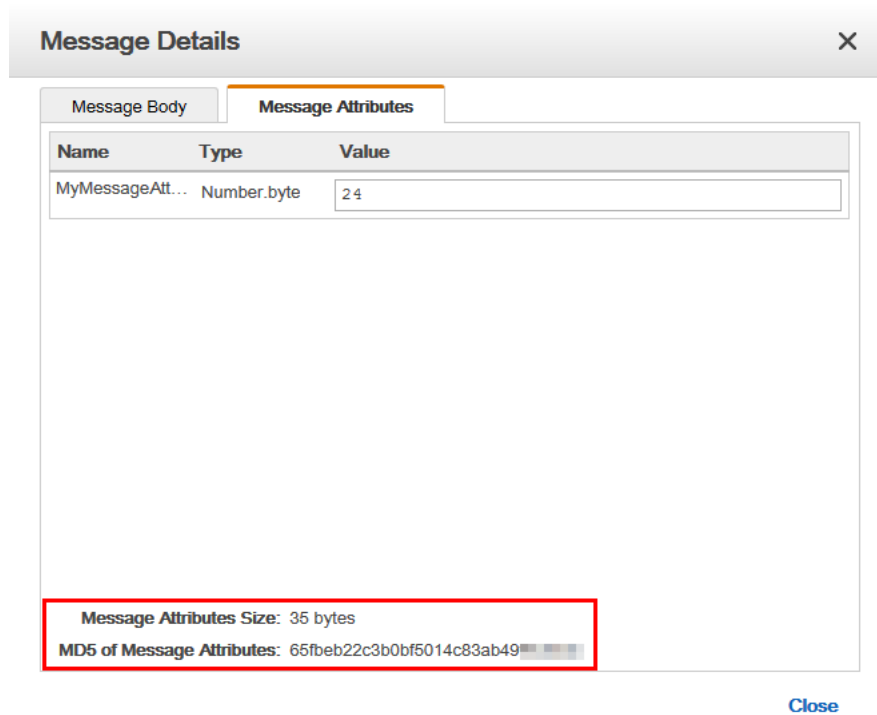 Message Details
Message Body Message Attributes
Name Type Value
MyMessageAtt... Number.byte 24
Message Attributes Size: 35 bytes
MD5 of Message Attributes: 65fbeb22c3b0bf5014c83ab49
Close